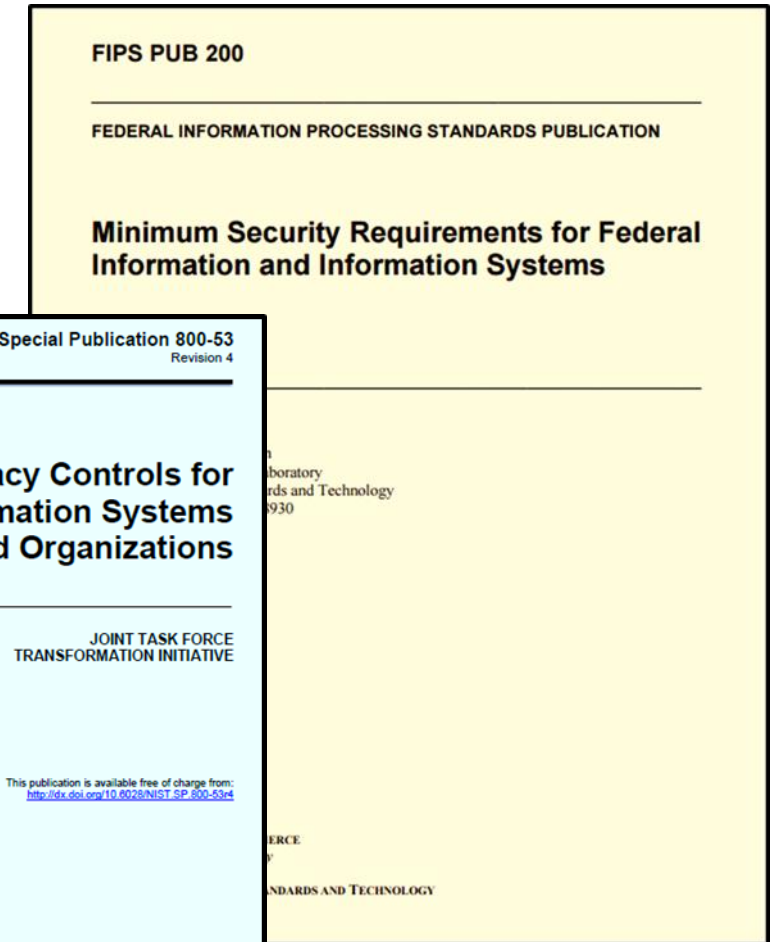 FIPS PUB 200
FEDERAL INFORMATION PROCESSING STANDARDS PUBLICATION
Minimum Security Requirements for Federal
Information and Information Systems
Special Publication 800-53
Revision 4
acy Controls for
mation Systems
d Organizations
JOINT TASK FORCE
TRANSFORMATION INITIATIVE
This publication is available free of charge from:
http://dx.doi.org/10.6028/NIST.SP.800-53r4
n
boratory
rds and Technology
8930
ERCE
Y
NDARDS AND TECHNOLOGY